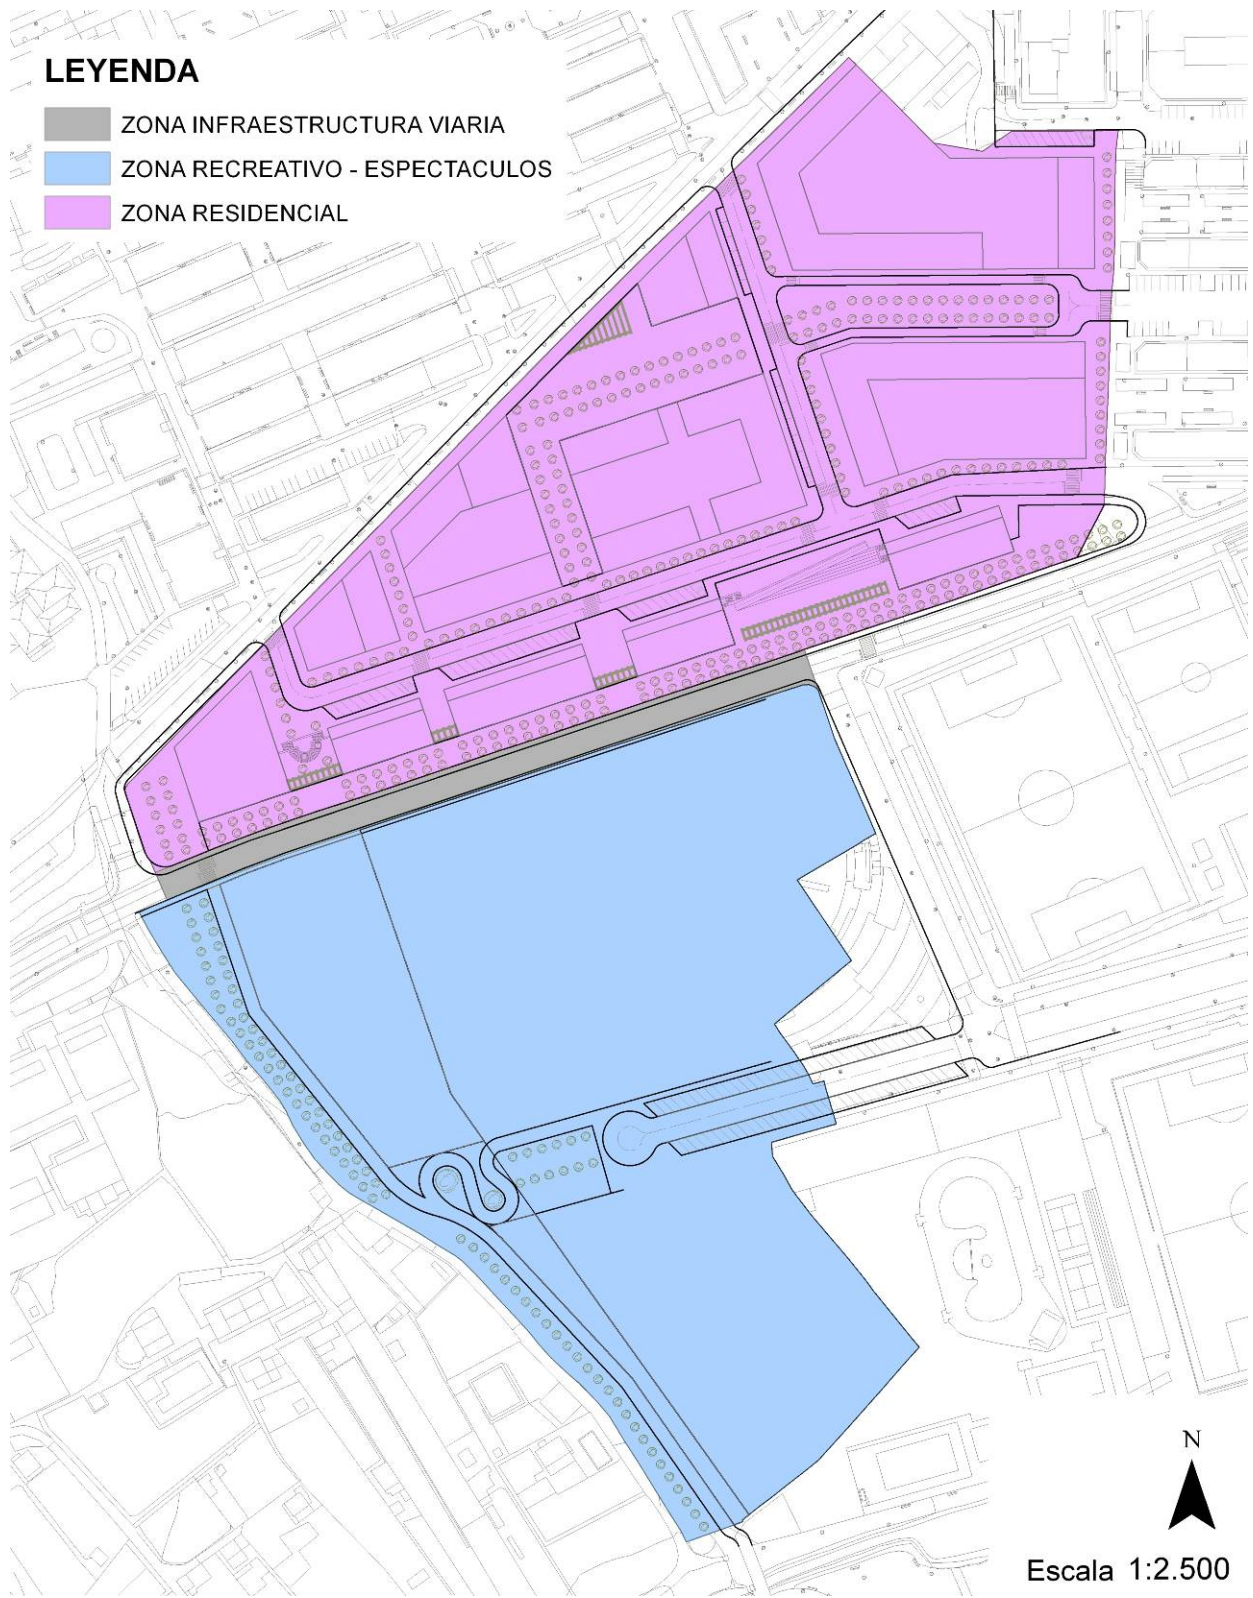 LEYENDA
ZONA INFRAESTRUCTURA VIARIA
ZONA RECREATIVO - ESPECTACULOS
ZONA RESIDENCIAL
N
Escala 1:2.500